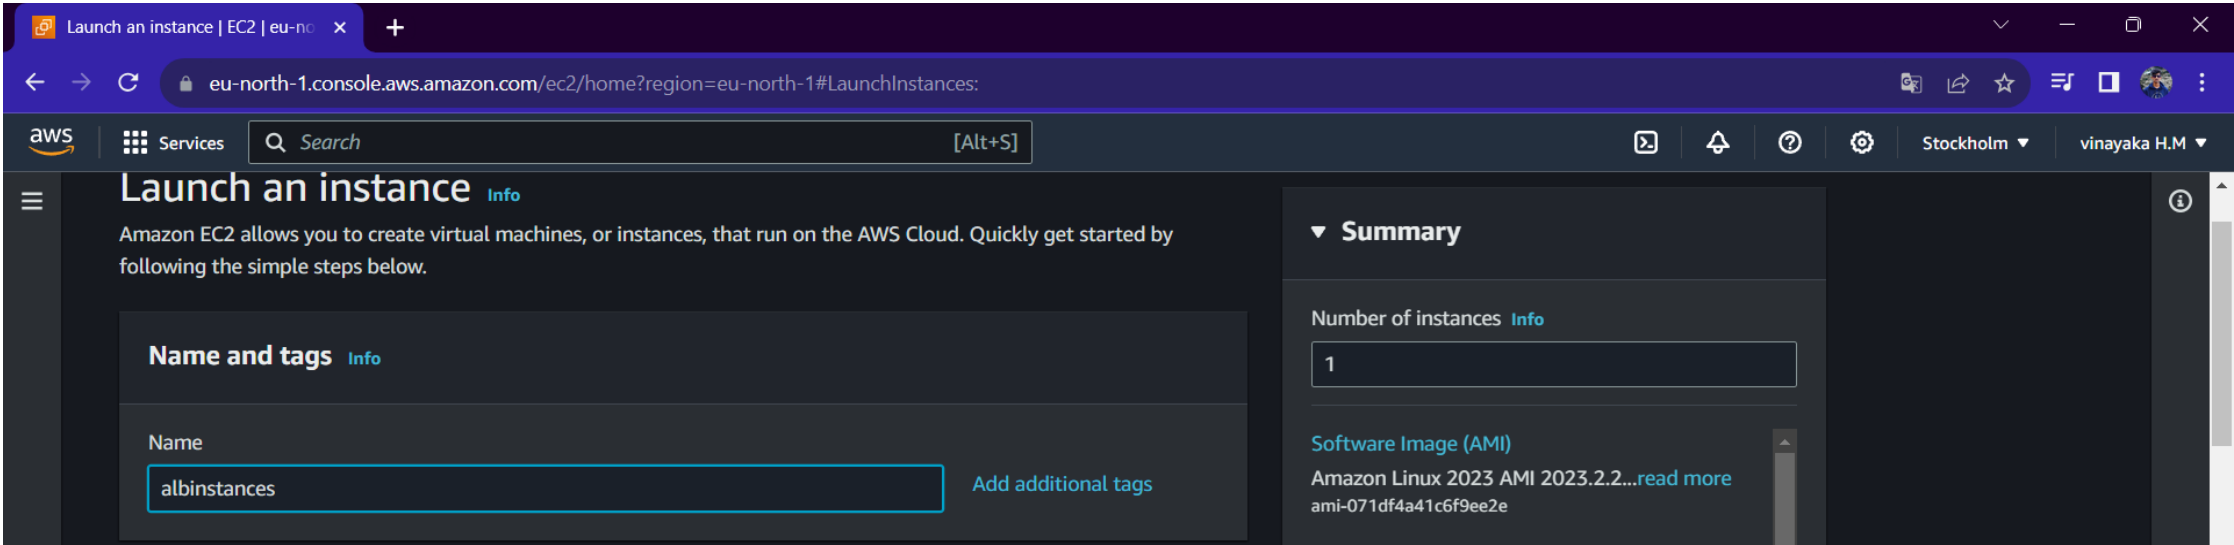 Launch an instance | EC2 | eu-no
eu-north-1.console.aws.amazon.com/ec2/home?region=eu-north-1#LaunchInstances:
aws
Services
Search
[Alt+S]
Stockholm
vinayaka H.M
Launch an instance Info
Amazon EC2 allows you to create virtual machines, or instances, that run on the AWS Cloud. Quickly get started by
following the simple steps below.
Name and tags Info
Name
albinstances
Add additional tags
Summary
Number of instances Info
1
Software Image (AMI)
Amazon Linux 2023 AMI 2023.2.2...read more
ami-071df4a41c6f9ee2e